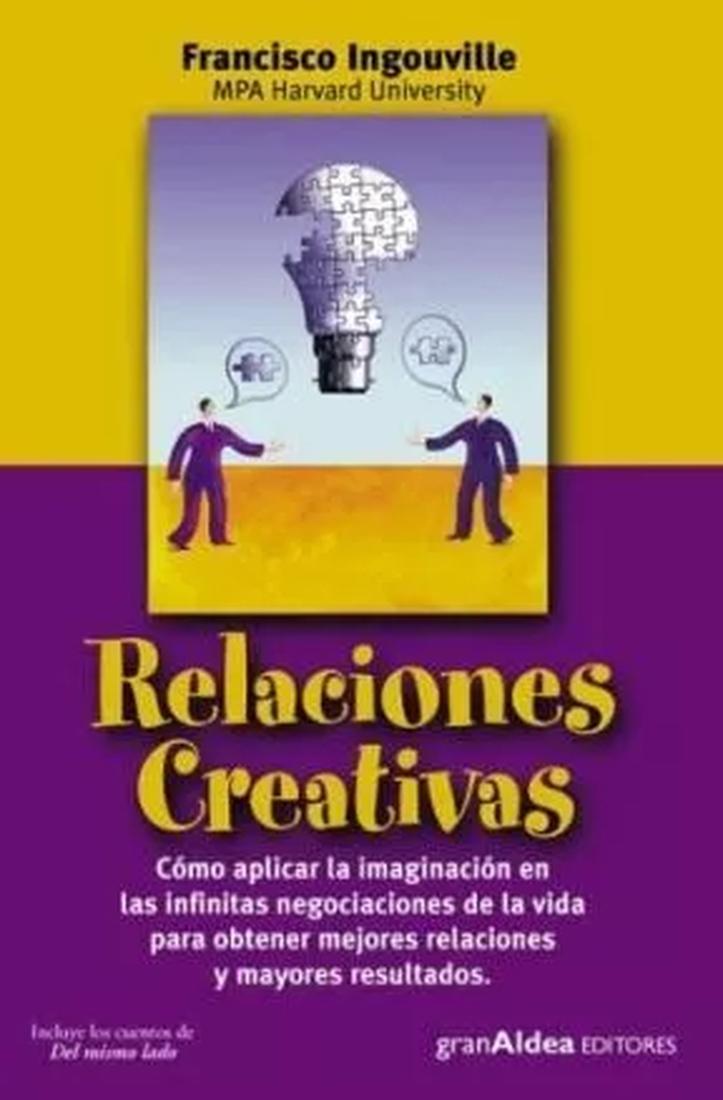 Francisco Ingouville
MPA Harvard University
Relaciones
Creativas
Cómo aplicar la imaginación en
las infinitas negociaciones de la vida
para obtener mejores relaciones
y mayores resultados.
Incluye los cuentos de
Del mismo lado
granAldea EDITORES